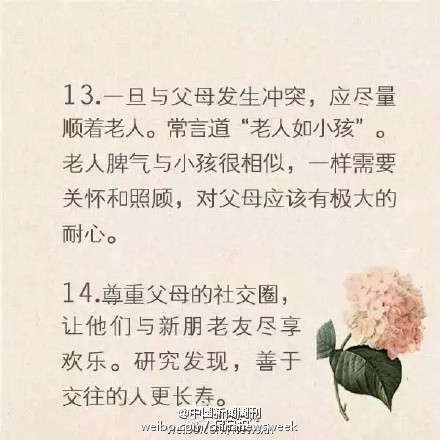 13.一旦与父母发生冲突，应尽量
顺着老人。常言道“老人如小孩”。
老人脾气与小孩很相似，一样需要
关怀和照顾，对父母应该有极大的
耐心。
14.尊重父母的社交圈，
让他们与新朋老友尽享
欢乐。研究发现，善于
交往的人更长寿。
@中国新闻周刊
weibo.com/chinanewsweek